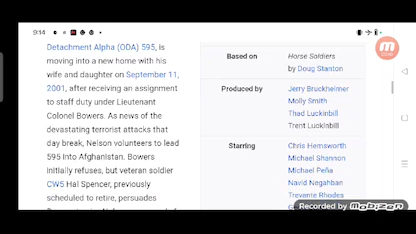 9:14
Detachment Alpha (ODA) 595, is
moving into a new home with his
wife and daughter on September 11,
2001, after receiving an assignment
to staff duty under Lieutenant
Colonel Bowers. As news of the
devastating terrorist attacks that
day break, Nelson volunteers to lead
595 into Afghanistan. Bowers
initially refuses, but veteran soldier
CW5 Hal Spencer, previously
scheduled to retire, persuades
Based on
Horse Soldiers
by Doug Stanton
Produced by
Jerry Bruckheimer
Molly Smith
Thad Luckinbill
Trent Luckinbill
Starring
Chris Hemsworth
Michael Shannon
Michael Peña
Navid Negahban
Trevante Rhodes
Recorded by
mobizen